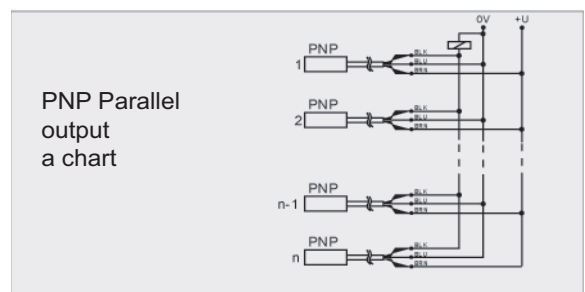 0V +U
PNP
1
BLK
BLU
BRN
PNP Parallel
output
a chart
PNP
2
BLK
BLU
BRN
PNP
n-1
BLK
BLU
BRN
PNP
n
BLK
BLU
BRN